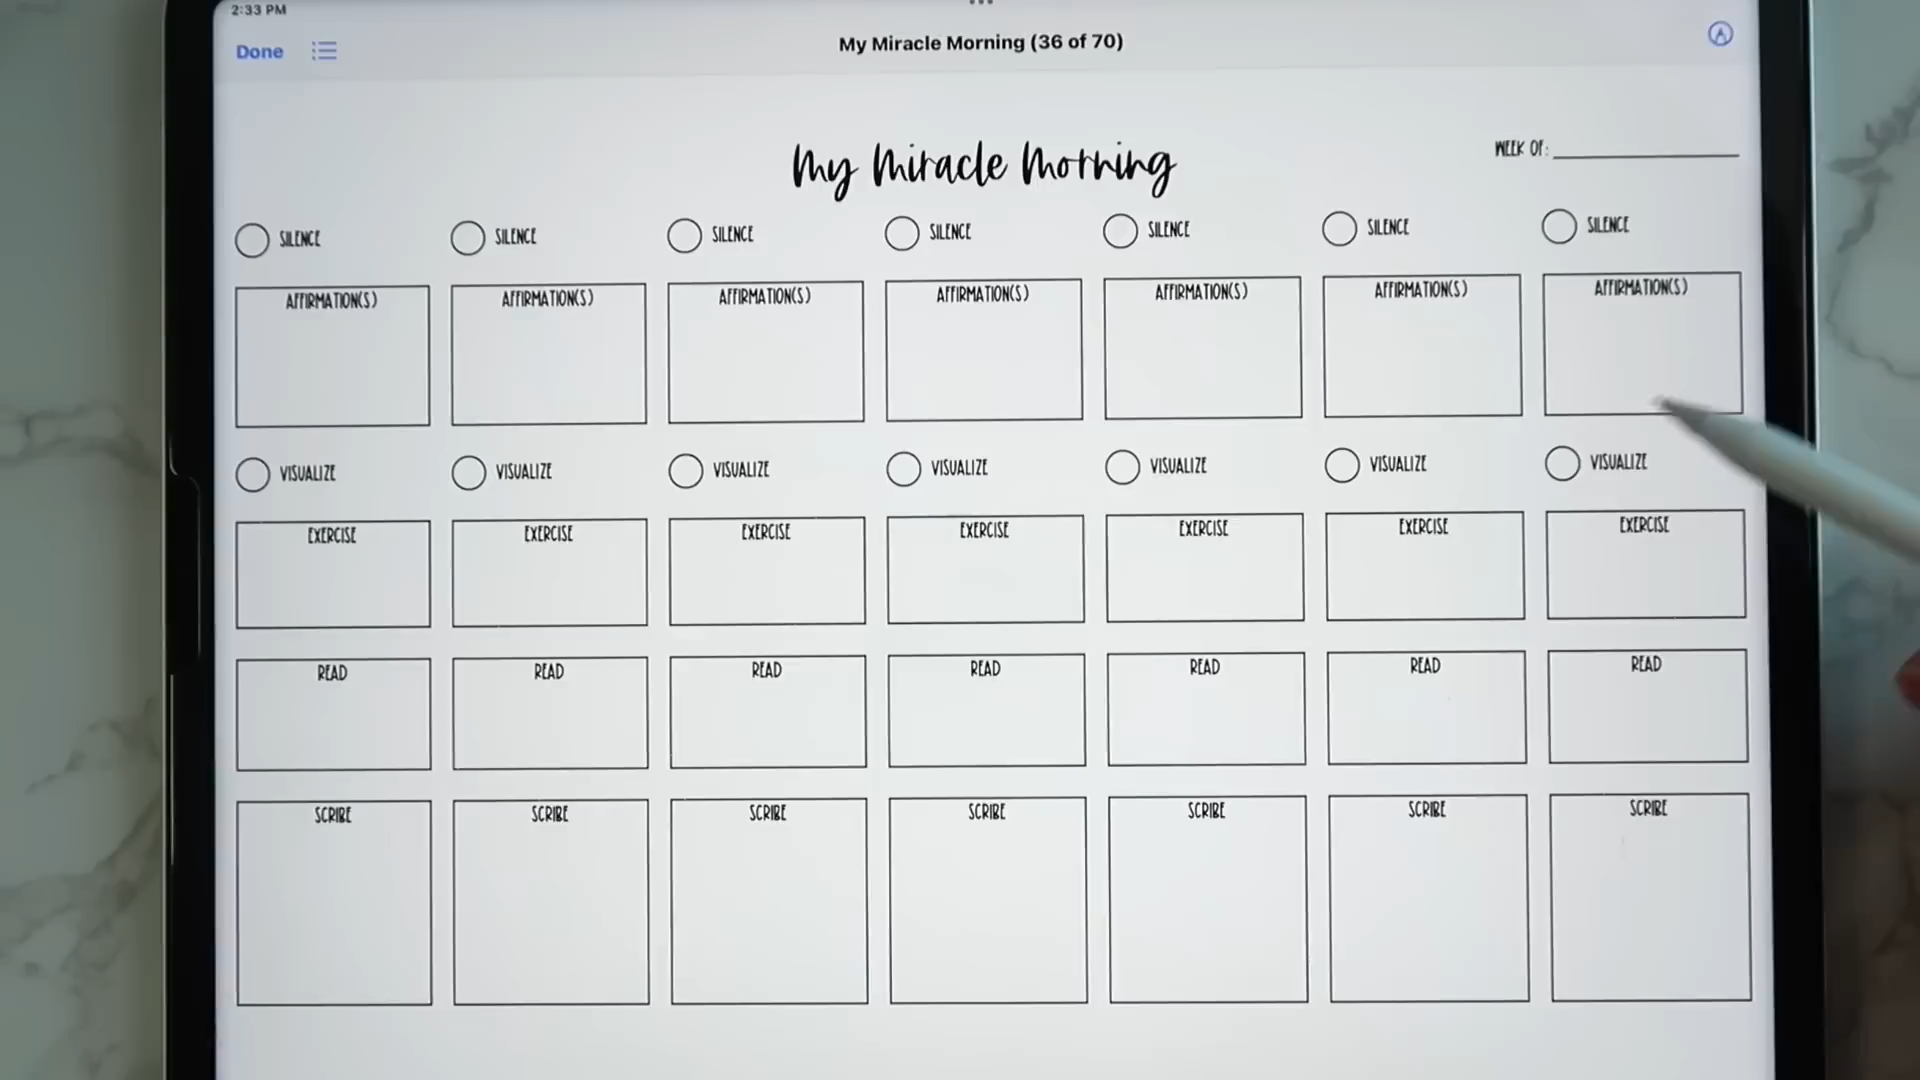 2:33 PM
Done
My Miracle Morning (36 of 70)
My Miracle Morning
WEEK OF:
SILENCE SILENCE SILENCE SILENCE SILENCE SILENCE SILENCE
AFFIRMATION(S) AFFIRMATION(S) AFFIRMATION(S) AFFIRMATION(S) AFFIRMATION(S) AFFIRMATION(S) AFFIRMATION(S)
VISUALIZE VISUALIZE VISUALIZE VISUALIZE VISUALIZE VISUALIZE VISUALIZE
EXERCISE EXERCISE EXERCISE EXERCISE EXERCISE EXERCISE EXERCISE
READ READ READ READ READ READ READ
SCRIBE SCRIBE SCRIBE SCRIBE SCRIBE SCRIBE SCRIBE